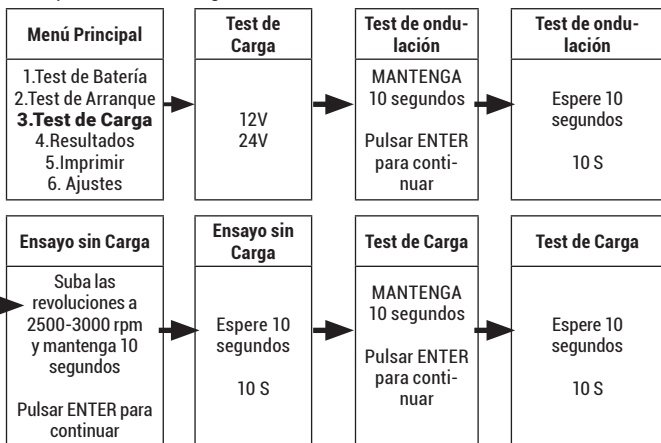 Menú Principal
1.Test de Batería
2.Test de Arranque
3.Test de Carga
4.Resultados
5.Imprimir
6. Ajustes
Test de
Carga
12V
24V
Test de ondu-
lación
MANTENGA
10 segundos
Pulsar ENTER
para conti-
nuar
Test de ondu-
lación
Espere 10
segundos
10 S
Ensayo sin Carga
Suba las
revoluciones a
2500-3000 rpm
y mantenga 10
segundos
Pulsar ENTER para
continuar
Ensayo sin
Carga
Espere 10
segundos
10 S
Test de Carga
MANTENGA
10 segundos
Pulsar ENTER
para conti-
nuar
Test de Carga
Espere 10
segundos
10 S